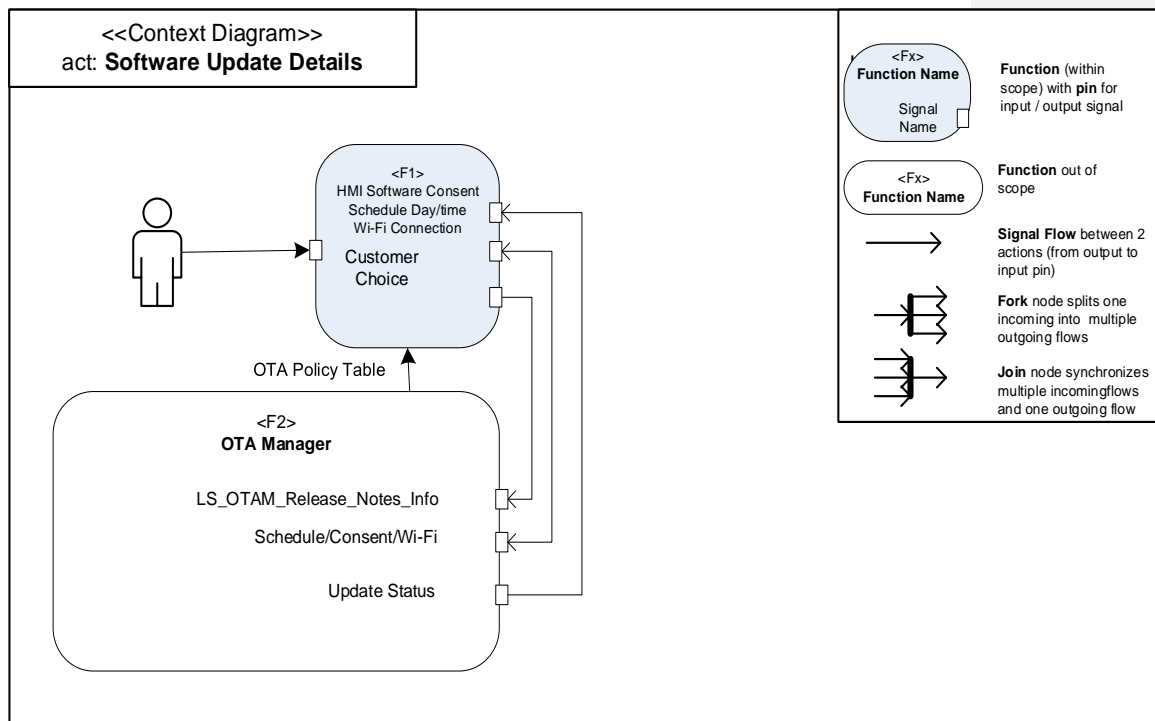 <<Context Diagram>>
act: Software Update Details
<F1>
HMI Software Consent
Schedule Day/time
Wi-Fi Connection
Customer
Choice
OTA Policy Table
<F2>
OTA Manager
LS_OTAM_Release_Notes_Info
Schedule/Consent/Wi-Fi
Update Status
<Fx>
Function Name
Signal
Name
Function (within
scope) with pin for
input / output signal
<Fx>
Function Name
Function out of
scope
Signal Flow between 2
actions (from output to
input pin)
Fork node splits one
incoming into multiple
outgoing flows
Join node synchronizes
multiple incomingflows
and one outgoing flow